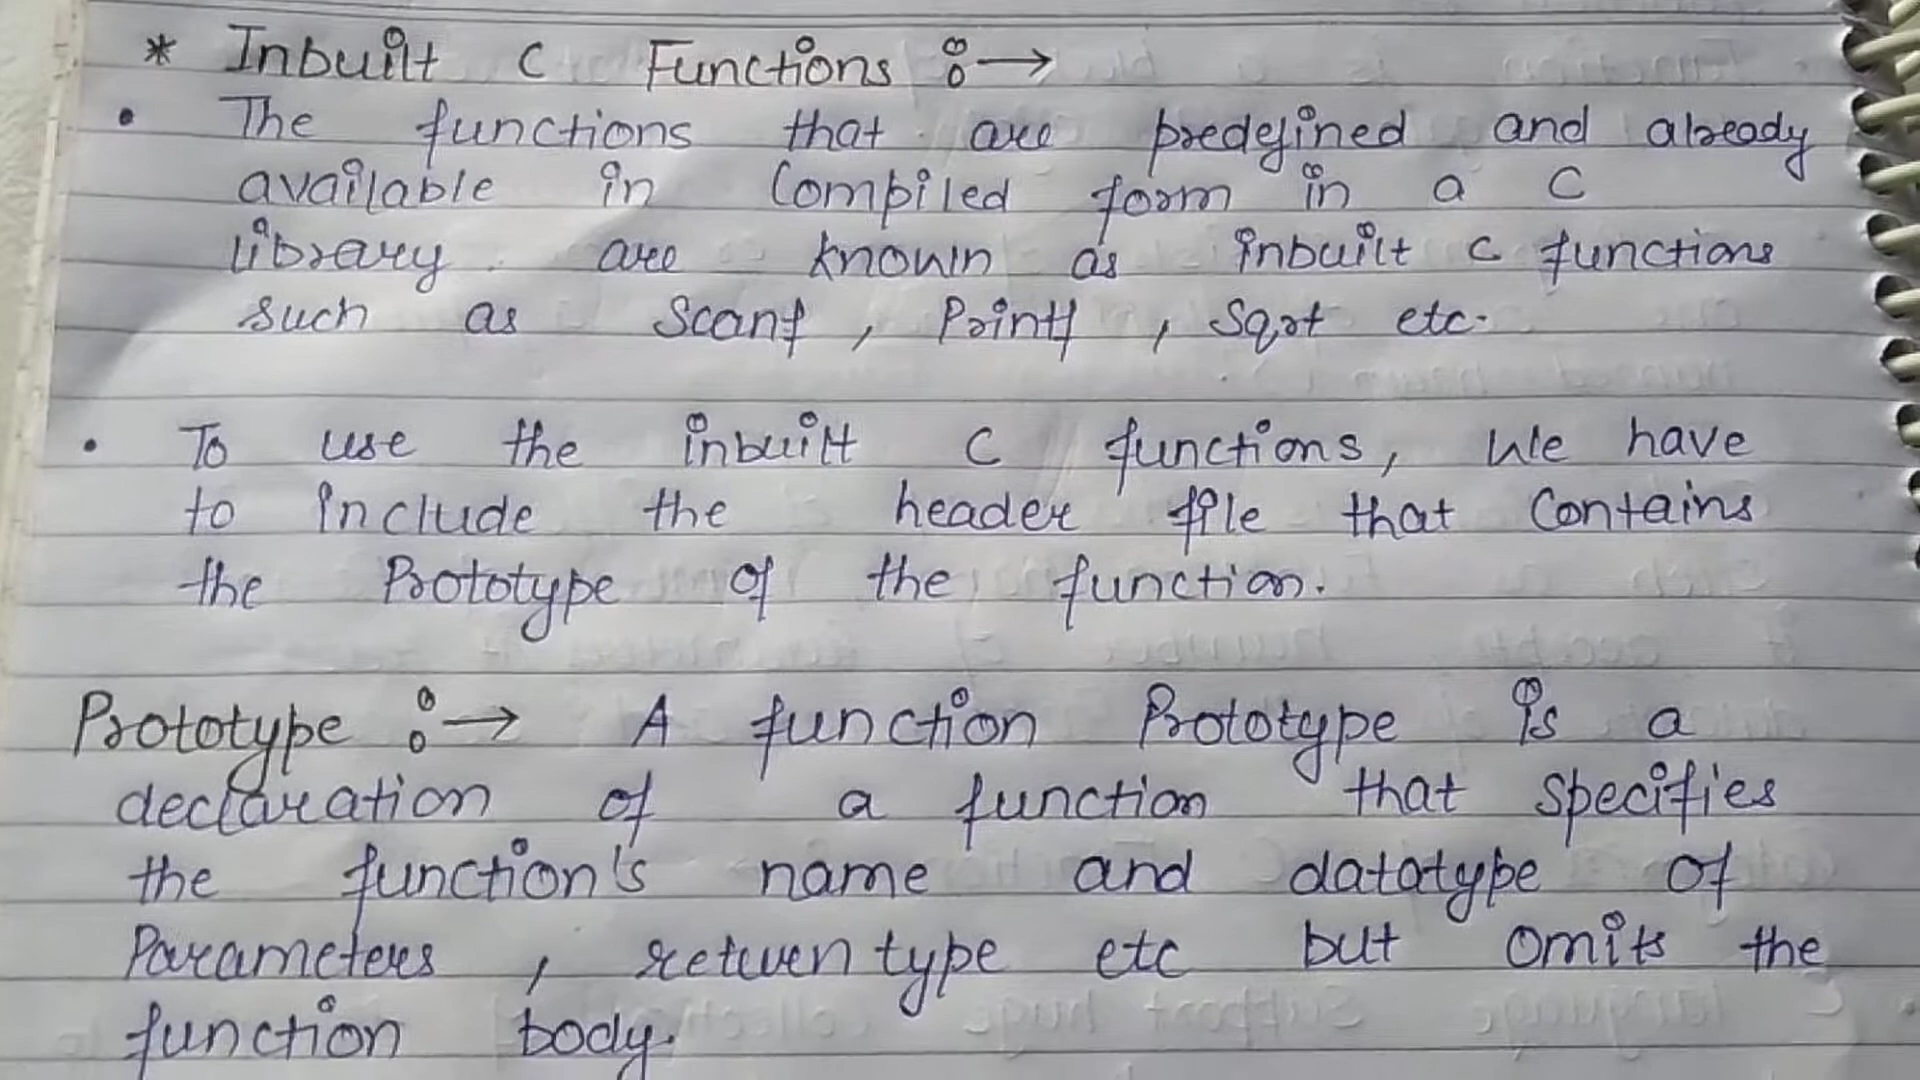 * Inbuilt C Functions :→
• The functions that are predefined and already
available in Compiled form in a C
library are known as inbuilt C functions
such as Scanf , Printf , Sqrt etc.
• To use the inbuilt C functions, We have
to include the header file that Contains
the Prototype of the function.
Prototype :→ A function Prototype is a
declaration of a function that specifies
the function's name and datatype of
Parameters , return type etc but omits the
function body.